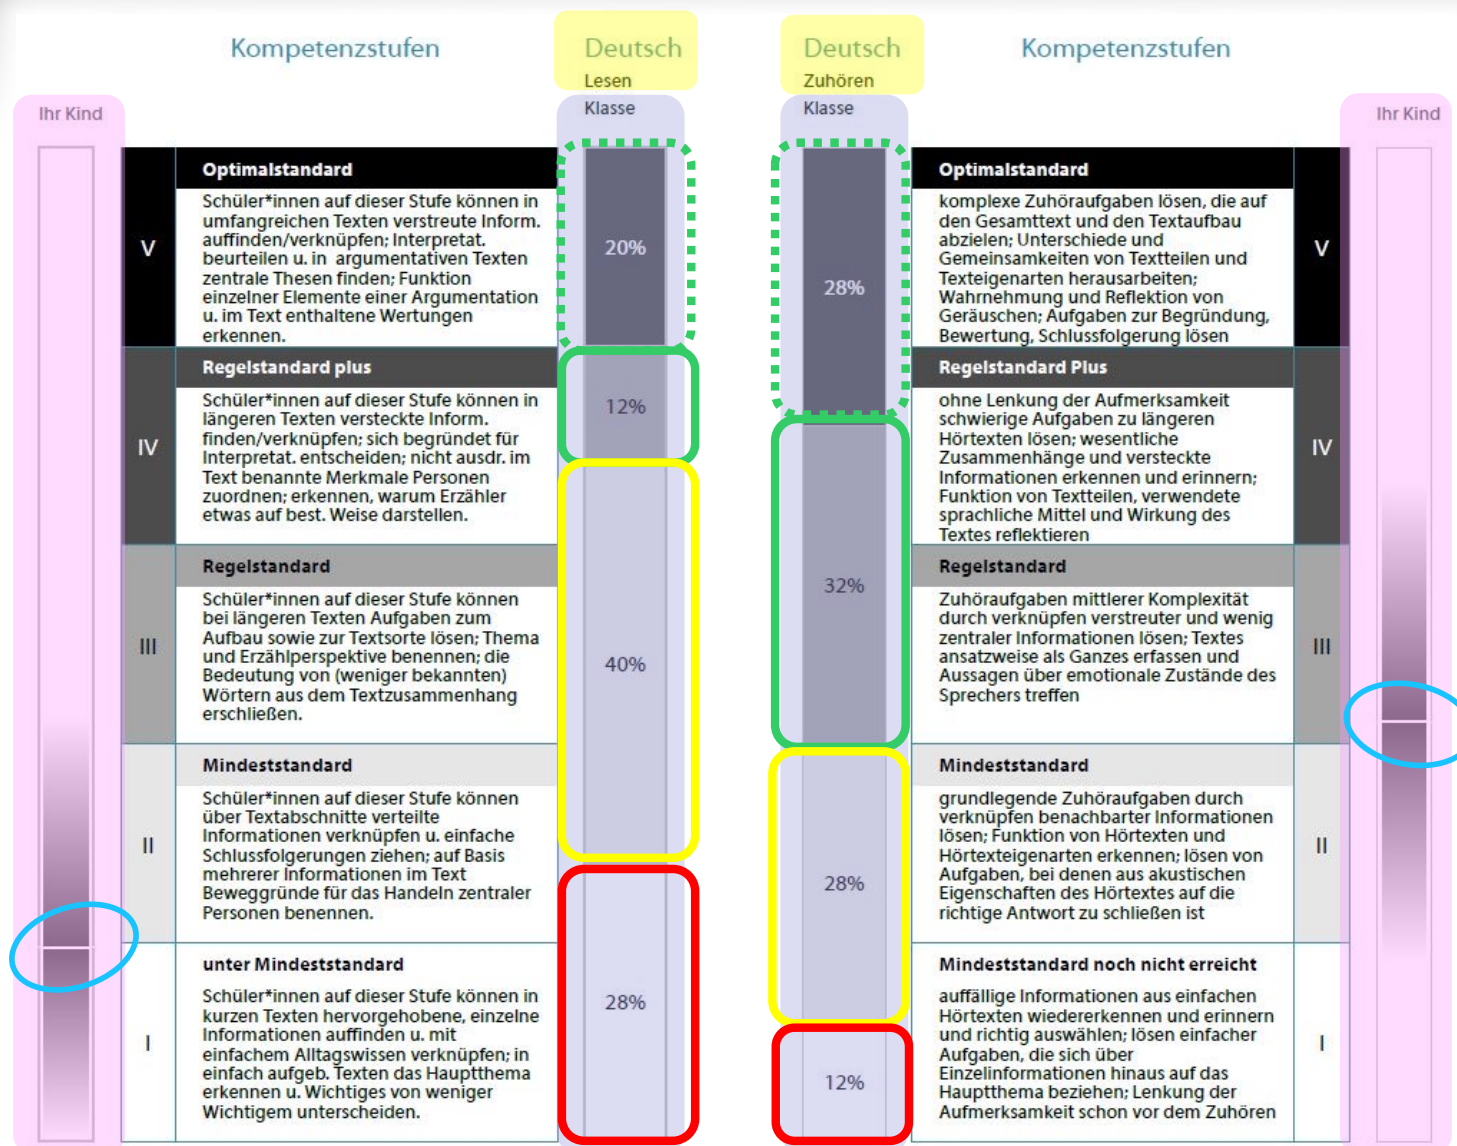 Kompetenzstufen
Deutsch
Lesen
Klasse
Ihr Kind
Optimalstandard
V
Schüler*innen auf dieser Stufe können in
umfangreichen Texten verstreute Inform.
auffinden/verknüpfen; Interpretat.
beurteilen u. in argumentativen Texten
zentrale Thesen finden; Funktion
einzelner Elemente einer Argumentation
u. im Text enthaltene Wertungen
erkennen.
20%
Regelstandard plus
IV
Schüler*innen auf dieser Stufe können in
längeren Texten versteckte Inform.
finden/verknüpfen; sich begründet für
Interpretat. entscheiden; nicht ausdr. im
Text benannte Merkmale Personen
zuordnen; erkennen, warum Erzähler
etwas auf best. Weise darstellen.
12%
Regelstandard
III
Schüler*innen auf dieser Stufe können
bei längeren Texten Aufgaben zum
Aufbau sowie zur Textsorte lösen; Thema
und Erzählperspektive benennen; die
Bedeutung von (weniger bekannten)
Wörtern aus dem Textzusammenhang
erschließen.
40%
Mindeststandard
II
Schüler*innen auf dieser Stufe können
über Textabschnitte verteilte
Informationen verknüpfen u. einfache
Schlussfolgerungen ziehen; auf Basis
mehrerer Informationen im Text
Beweggründe für das Handeln zentraler
Personen benennen.
unter Mindeststandard
I
Schüler*innen auf dieser Stufe können in
kurzen Texten hervorgehobene, einzelne
Informationen auffinden u. mit
einfachem Alltagswissen verknüpfen; in
einfach aufgeb. Texten das Hauptthema
erkennen u. Wichtiges von weniger
Wichtigem unterscheiden.
28%
Deutsch
Zuhören
Klasse
Kompetenzstufen
Ihr Kind
Optimalstandard
komplexe Zuhöraufgaben lösen, die auf
den Gesamttext und den Textaufbau
abzielen; Unterschiede und
Gemeinsamkeiten von Textteilen und
Texteigenarten herausarbeiten;
Wahrnehmung und Reflektion von
Geräuschen; Aufgaben zur Begründung,
Bewertung, Schlussfolgerung lösen
V
28%
Regelstandard Plus
ohne Lenkung der Aufmerksamkeit
schwierige Aufgaben zu längeren
Hörtexten lösen; wesentliche
Zusammenhänge und versteckte
Informationen erkennen und erinnern;
Funktion von Textteilen, verwendete
sprachliche Mittel und Wirkung des
Textes reflektieren
IV
32%
Regelstandard
Zuhöraufgaben mittlerer Komplexität
durch verknüpfen verstreuter und wenig
zentraler Informationen lösen; Textes
ansatzweise als Ganzes erfassen und
Aussagen über emotionale Zustände des
Sprechers treffen
III
Mindeststandard
grundlegende Zuhöraufgaben durch
verknüpfen benachbarter Informationen
lösen; Funktion von Hörtexten und
Hörtexteigenarten erkennen; lösen von
Aufgaben, bei denen aus akustischen
Eigenschaften des Hörtextes auf die
richtige Antwort zu schließen ist
II
28%
Mindeststandard noch nicht erreicht
auffällige Informationen aus einfachen
Hörtexten wiedererkennen und erinnern
und richtig auswählen; lösen einfacher
Aufgaben, die sich über
Einzelinformationen hinaus auf das
Hauptthema beziehen; Lenkung der
Aufmerksamkeit schon vor dem Zuhören
I
12%